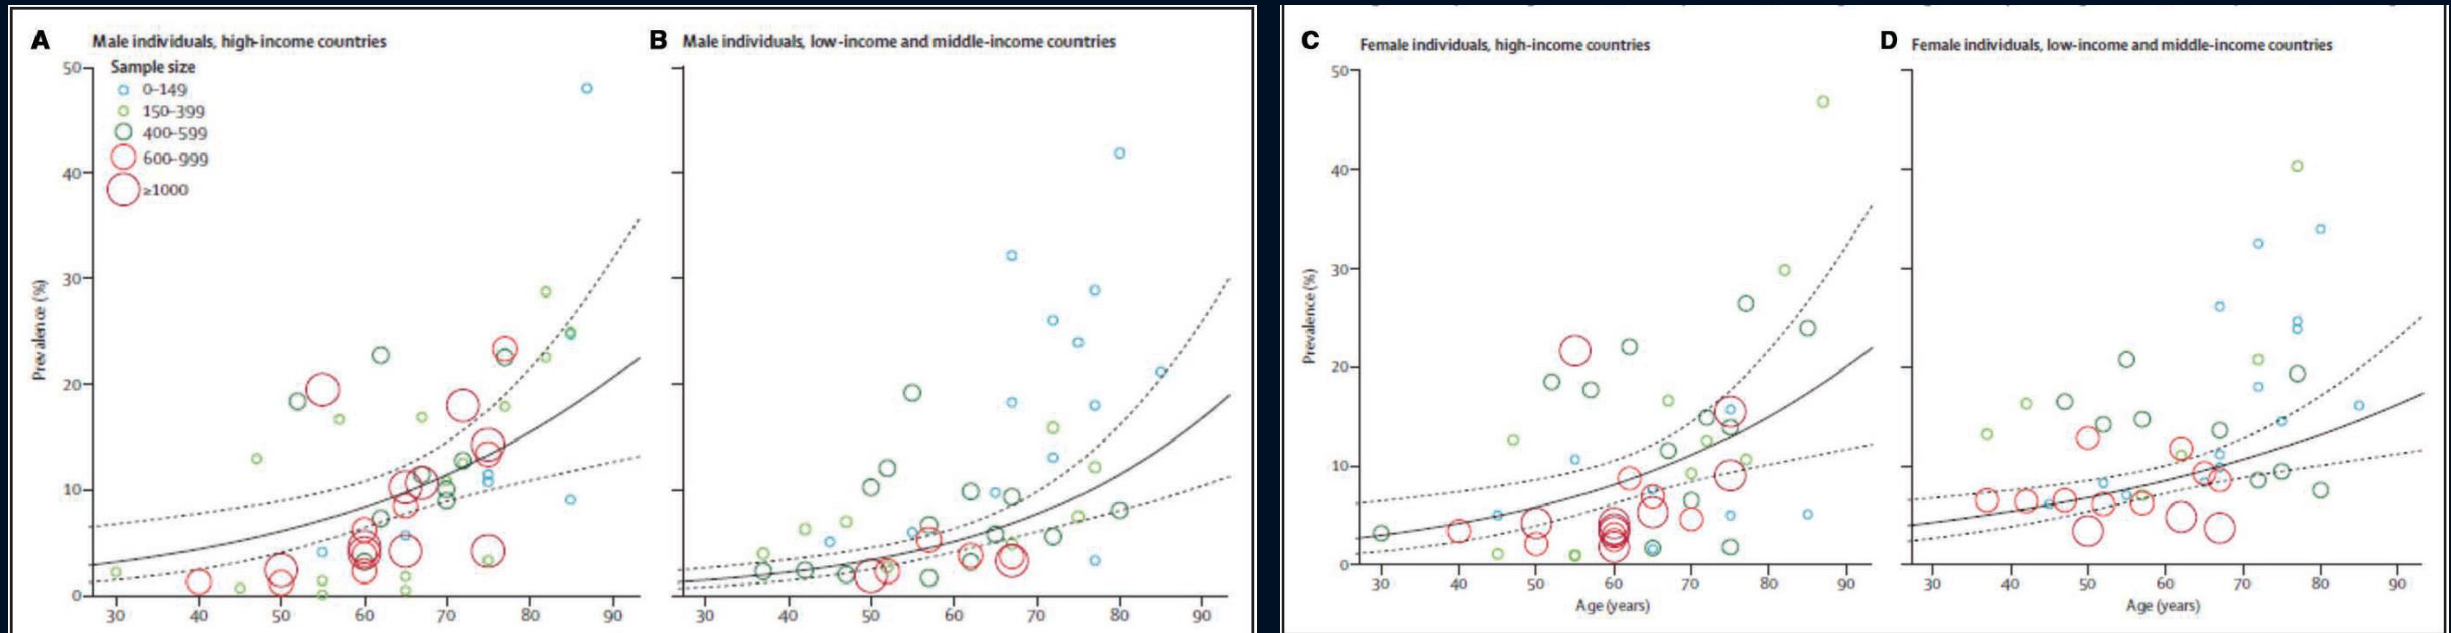 A Male individuals, high-income countries
Sample size
0–149
150–399
400–599
600–999
≥1000
Prevalence (%)
50
40
30
20
10
0
30 40 50 60 70 80 90
B Male individuals, low-income and middle-income countries
30 40 50 60 70 80 90
C Female individuals, high-income countries
Prevalence (%)
50
40
30
20
10
0
30 40 50 60 70 80 90
Age (years)
D Female individuals, low-income and middle-income countries
30 40 50 60 70 80 90
Age (years)